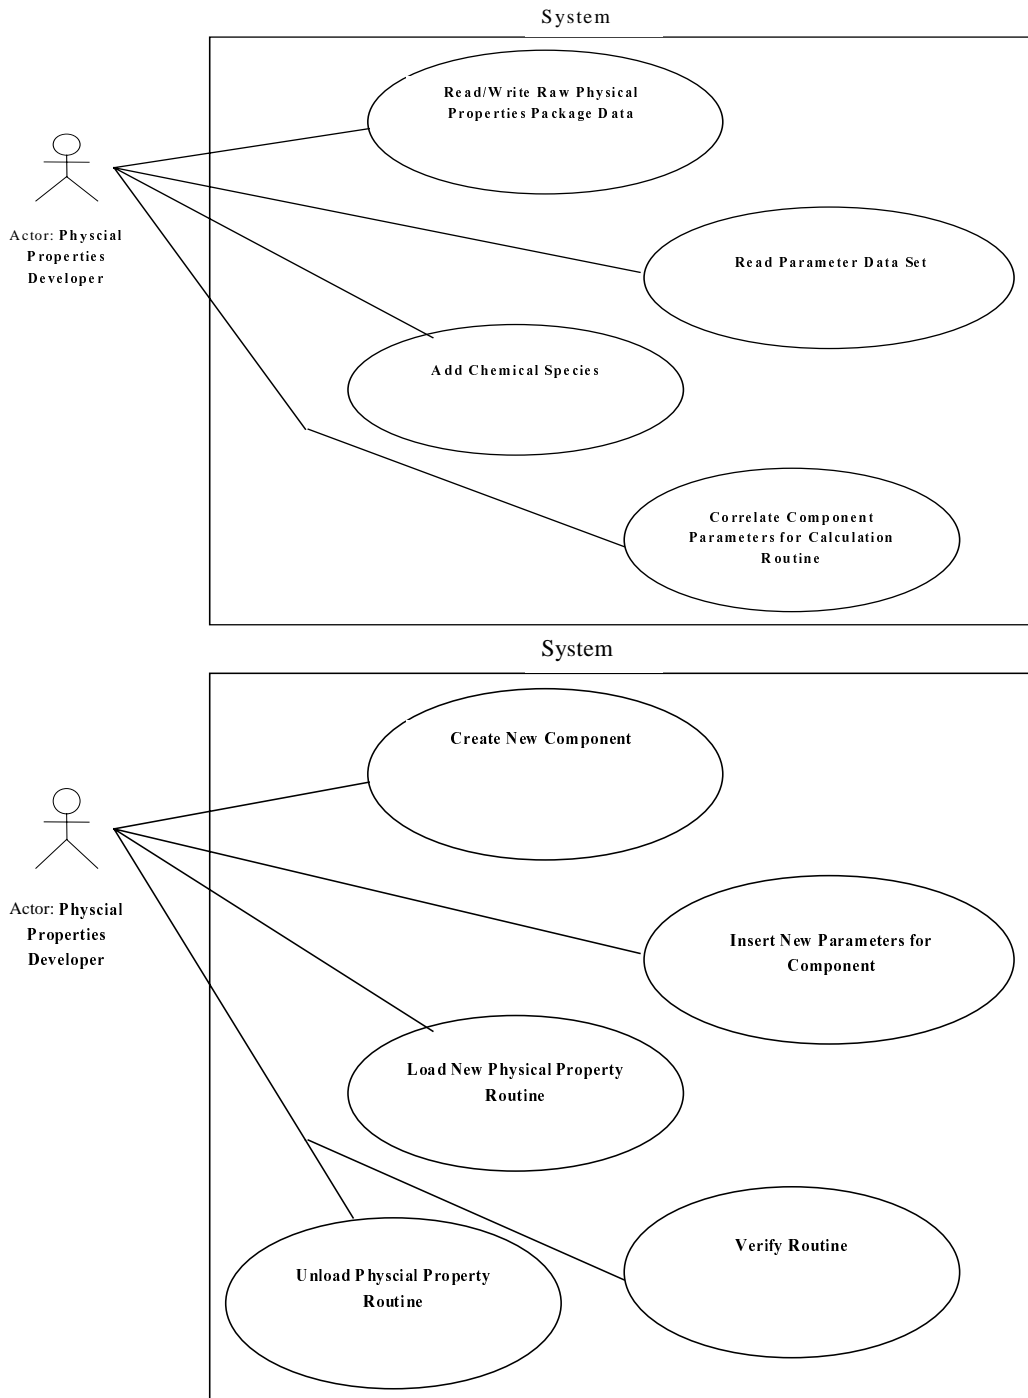 System
Read/Write Raw Physical
Properties Package Data
Actor: Physcial
Properties
Developer
Read Parameter Data Set
Add Chemical Species
Correlate Component
Parameters for Calculation
Routine
System
Create New Component
Actor: Physcial
Properties
Developer
Insert New Parameters for
Component
Load New Physical Property
Routine
Verify Routine
Unload Physcial Property
Routine